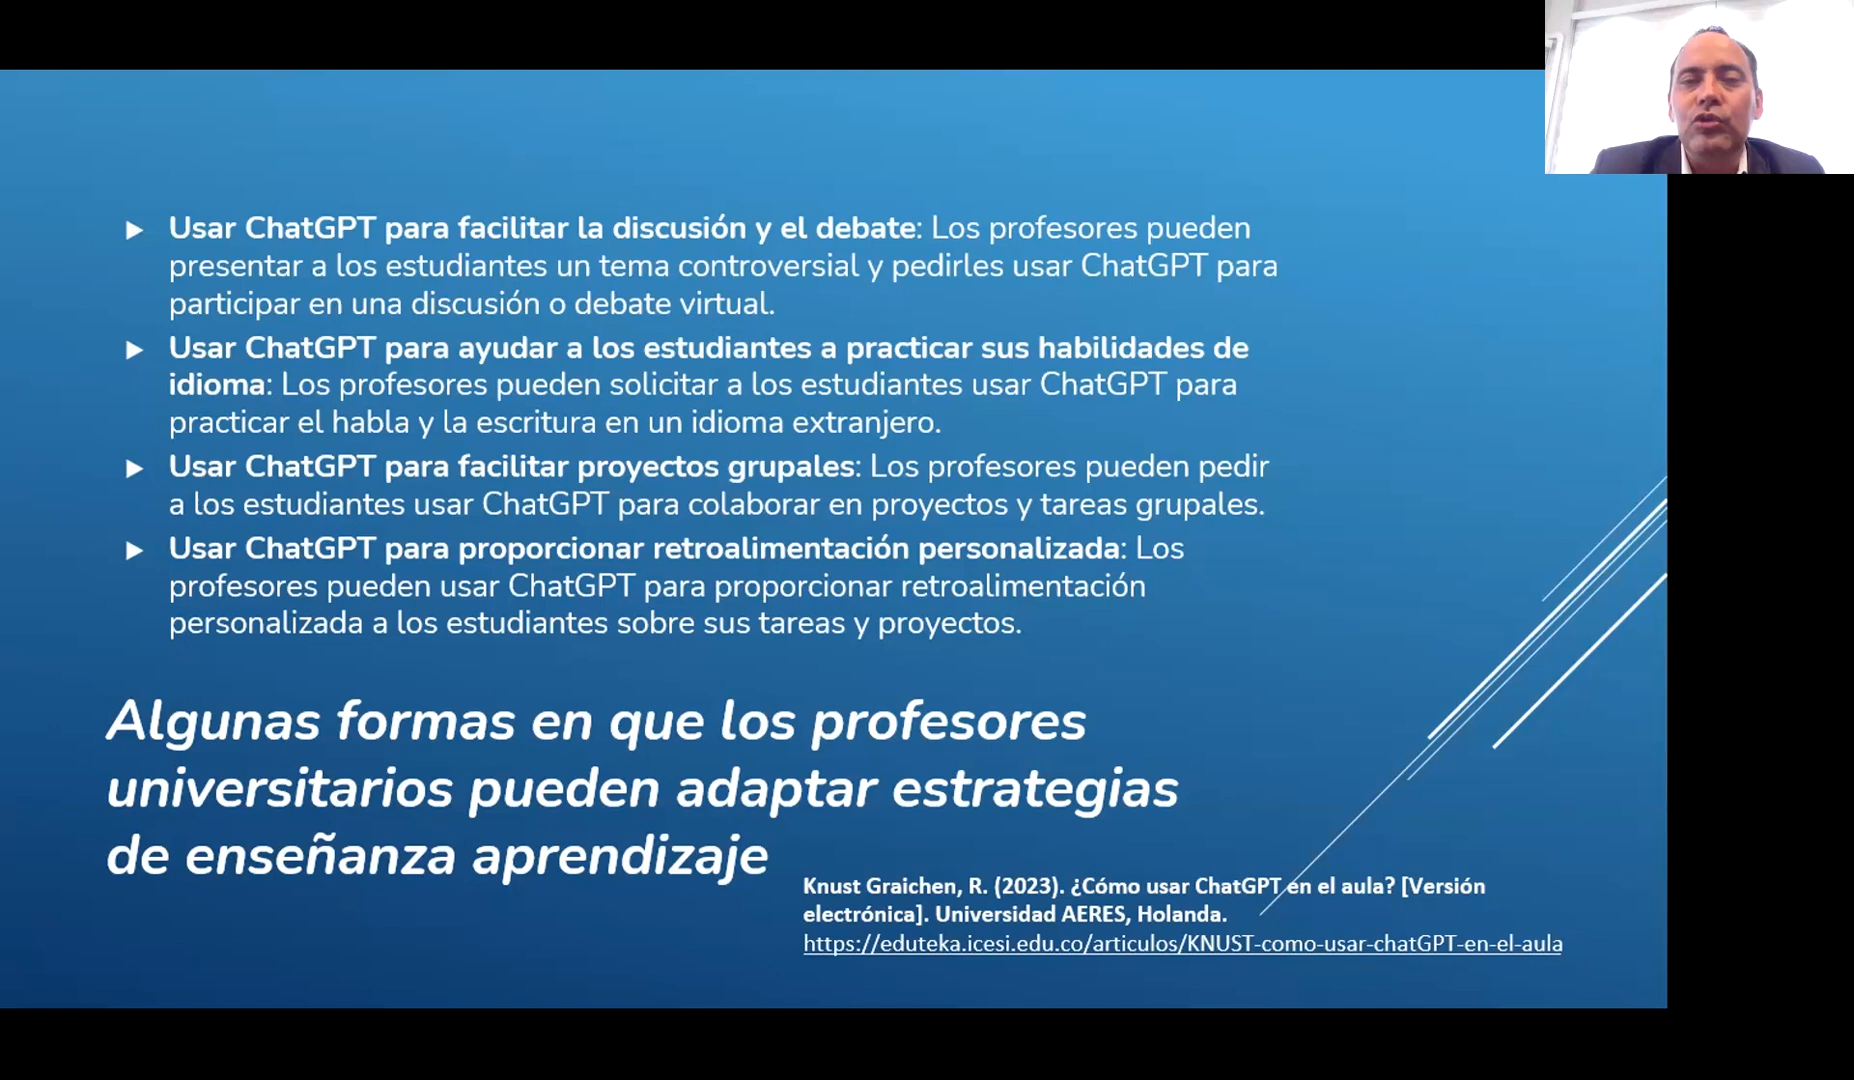 Usar ChatGPT para facilitar la discusión y el debate: Los profesores pueden
presentar a los estudiantes un tema controversial y pedirles usar ChatGPT para
participar en una discusión o debate virtual.
Usar ChatGPT para ayudar a los estudiantes a practicar sus habilidades de
idioma: Los profesores pueden solicitar a los estudiantes usar ChatGPT para
practicar el habla y la escritura en un idioma extranjero.
Usar ChatGPT para facilitar proyectos grupales: Los profesores pueden pedir
a los estudiantes usar ChatGPT para colaborar en proyectos y tareas grupales.
Usar ChatGPT para proporcionar retroalimentación personalizada: Los
profesores pueden usar ChatGPT para proporcionar retroalimentación
personalizada a los estudiantes sobre sus tareas y proyectos.
Algunas formas en que los profesores
universitarios pueden adaptar estrategias
de enseñanza aprendizaje
Knust Graichen, R. (2023). ¿Cómo usar ChatGPT en el aula? [Versión
electrónica]. Universidad AERES, Holanda.
https://eduteka.icesi.edu.co/articulos/KNUST-como-usar-chatGPT-en-el-aula